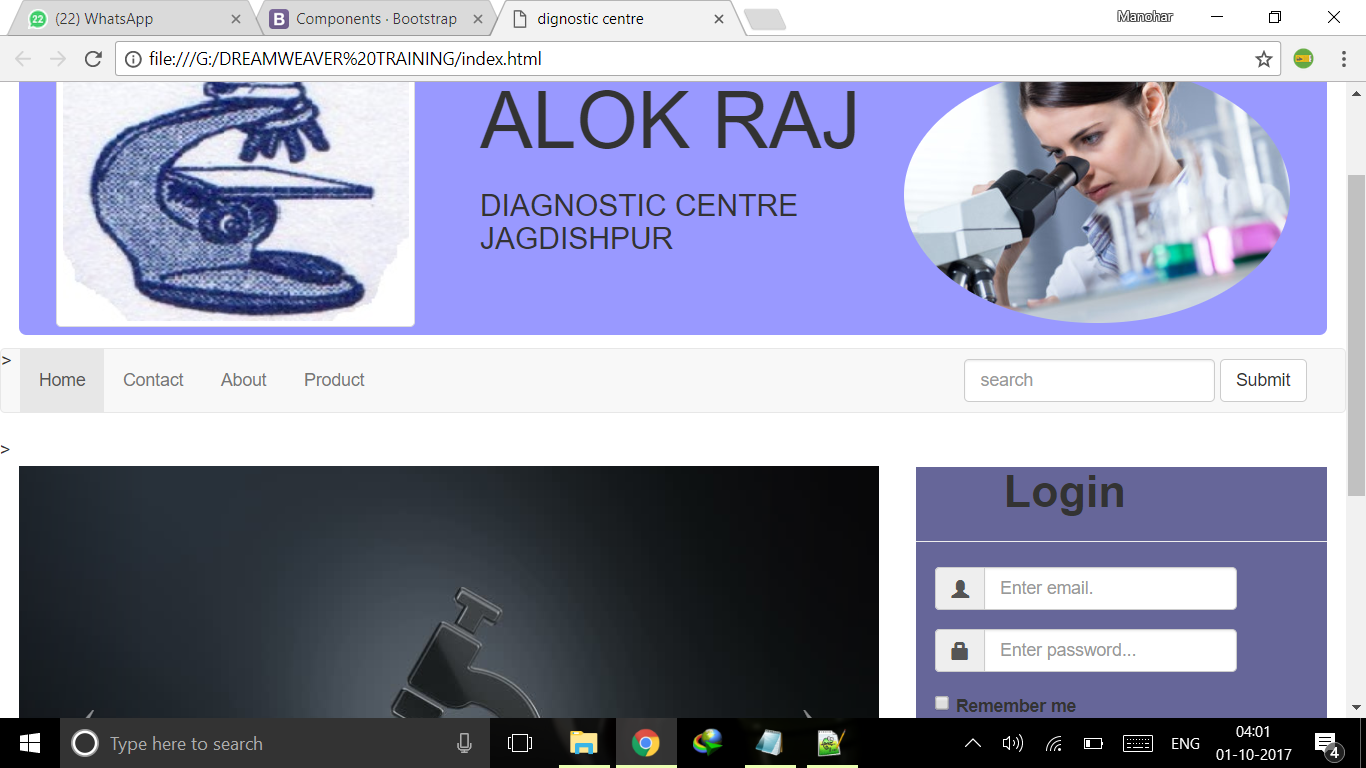 22 (22) WhatsApp
B Components · Bootstrap
dignostic centre
Manohar
file:///G:/DREAMWEAVER%20TRAINING/index.html
ALOK RAJ
DIAGNOSTIC CENTRE
JAGDISHPUR
>
Home Contact About Product search Submit
>
Login
Enter email.
Enter password...
Remember me
Type here to search
ENG
04:01
01-10-2017
4